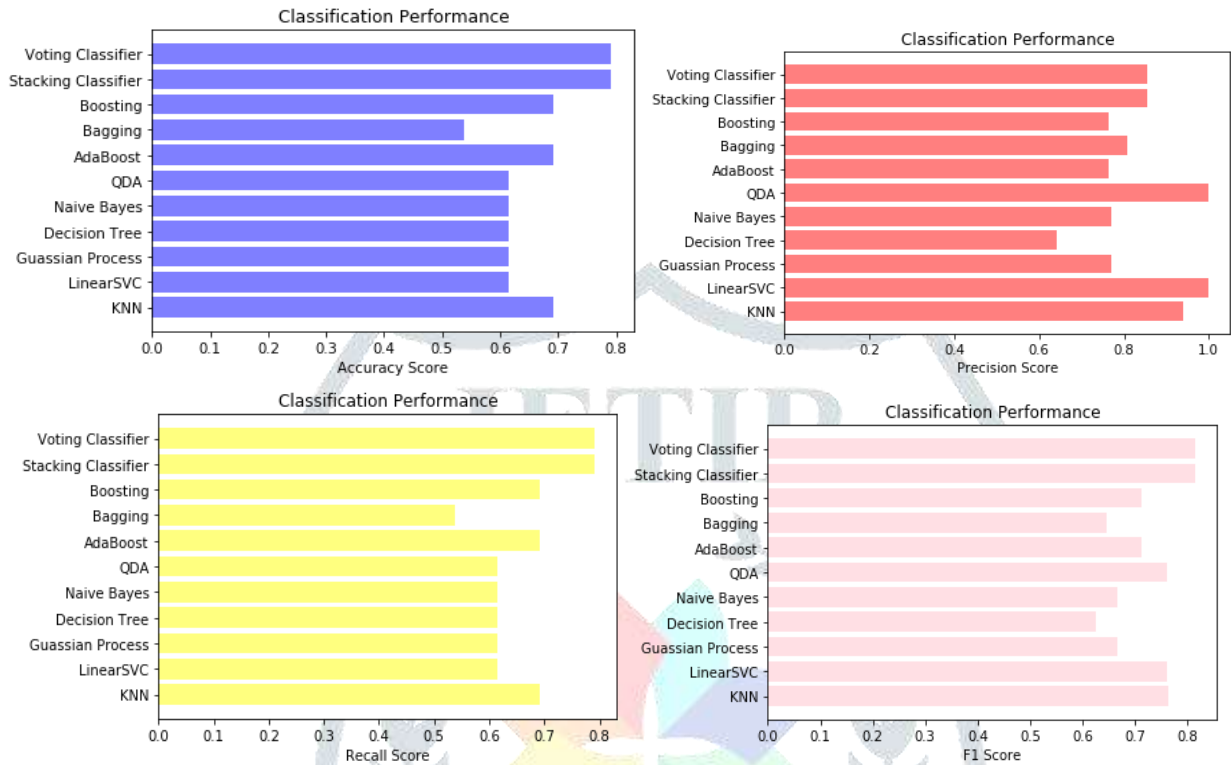 Classification Performance
Voting Classifier
Stacking Classifier
Boosting
Bagging
AdaBoost
QDA
Naive Bayes
Decision Tree
Guassian Process
LinearSVC
KNN
0.0 0.1 0.2 0.3 0.4 0.5 0.6 0.7 0.8
Accuracy Score
Classification Performance
Voting Classifier
Stacking Classifier
Boosting
Bagging
AdaBoost
QDA
Naive Bayes
Decision Tree
Guassian Process
LinearSVC
KNN
0.0 0.2 0.4 0.6 0.8 1.0
Precision Score
Classification Performance
Voting Classifier
Stacking Classifier
Boosting
Bagging
AdaBoost
QDA
Naive Bayes
Decision Tree
Guassian Process
LinearSVC
KNN
0.0 0.1 0.2 0.3 0.4 0.5 0.6 0.7 0.8
Recall Score
Classification Performance
Voting Classifier
Stacking Classifier
Boosting
Bagging
AdaBoost
QDA
Naive Bayes
Decision Tree
Guassian Process
LinearSVC
KNN
0.0 0.1 0.2 0.3 0.4 0.5 0.6 0.7 0.8
F1 Score
JETIR